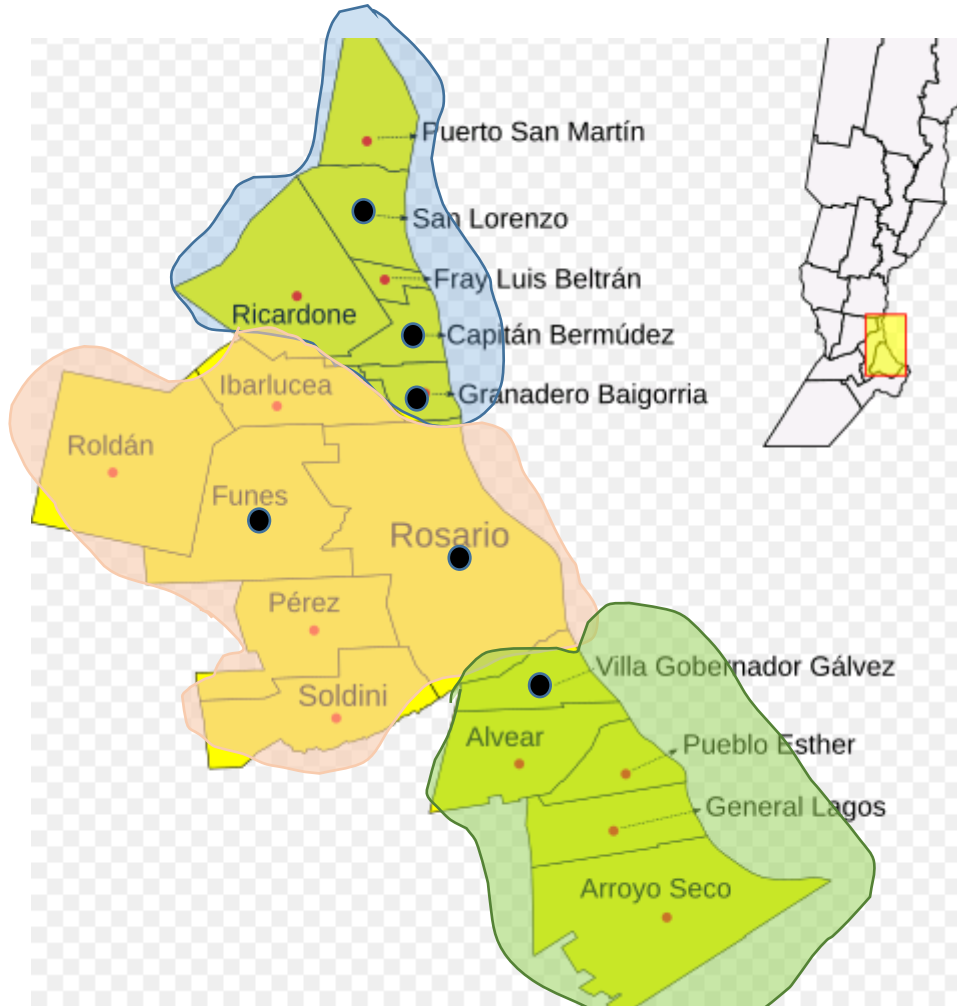 Puerto San Martín
San Lorenzo
Fray Luis Beltrán
Ricardone
Capitán Bermúdez
Ibarlucea
Granadero Baigorria
Roldán
Funes
Rosario
Pérez
Villa Gobernador Gálvez
Soldini
Alvear
Pueblo Esther
General Lagos
Arroyo Seco